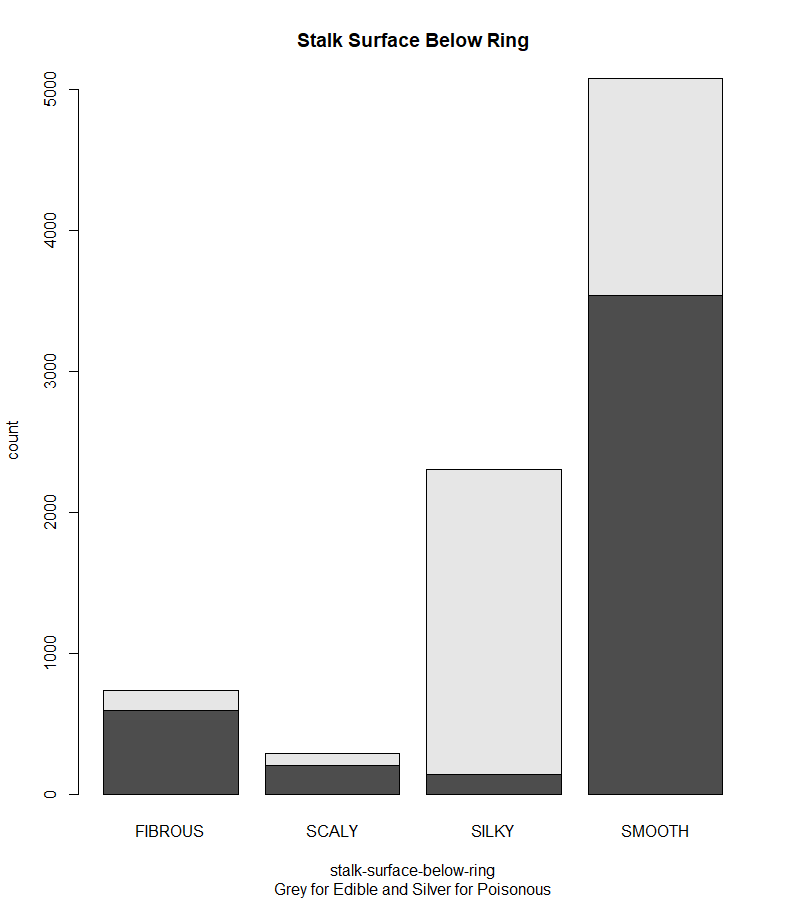 Stalk Surface Below Ring
5000
4000
3000
2000
1000
0
count
FIBROUS SCALY SILKY SMOOTH
stalk-surface-below-ring
Grey for Edible and Silver for Poisonous